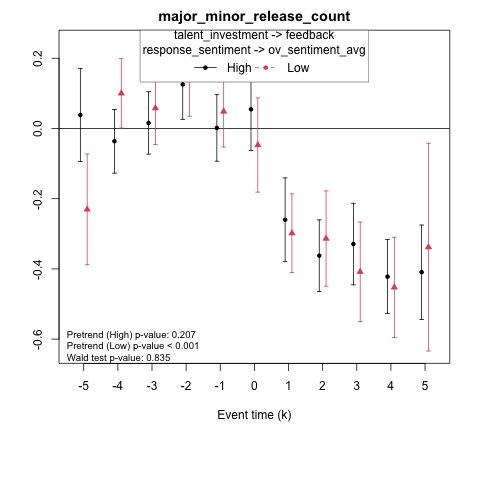 major_minor_release_count
talent_investment -> feedback
response_sentiment -> ov_sentiment_avg
High Low
0.2
0.0
-0.2
-0.4
-0.6
Pretrend (High) p-value: 0.207
Pretrend (Low) p-value < 0.001
Wald test p-value: 0.835
-5 -4 -3 -2 -1 0 1 2 3 4 5
Event time (k)